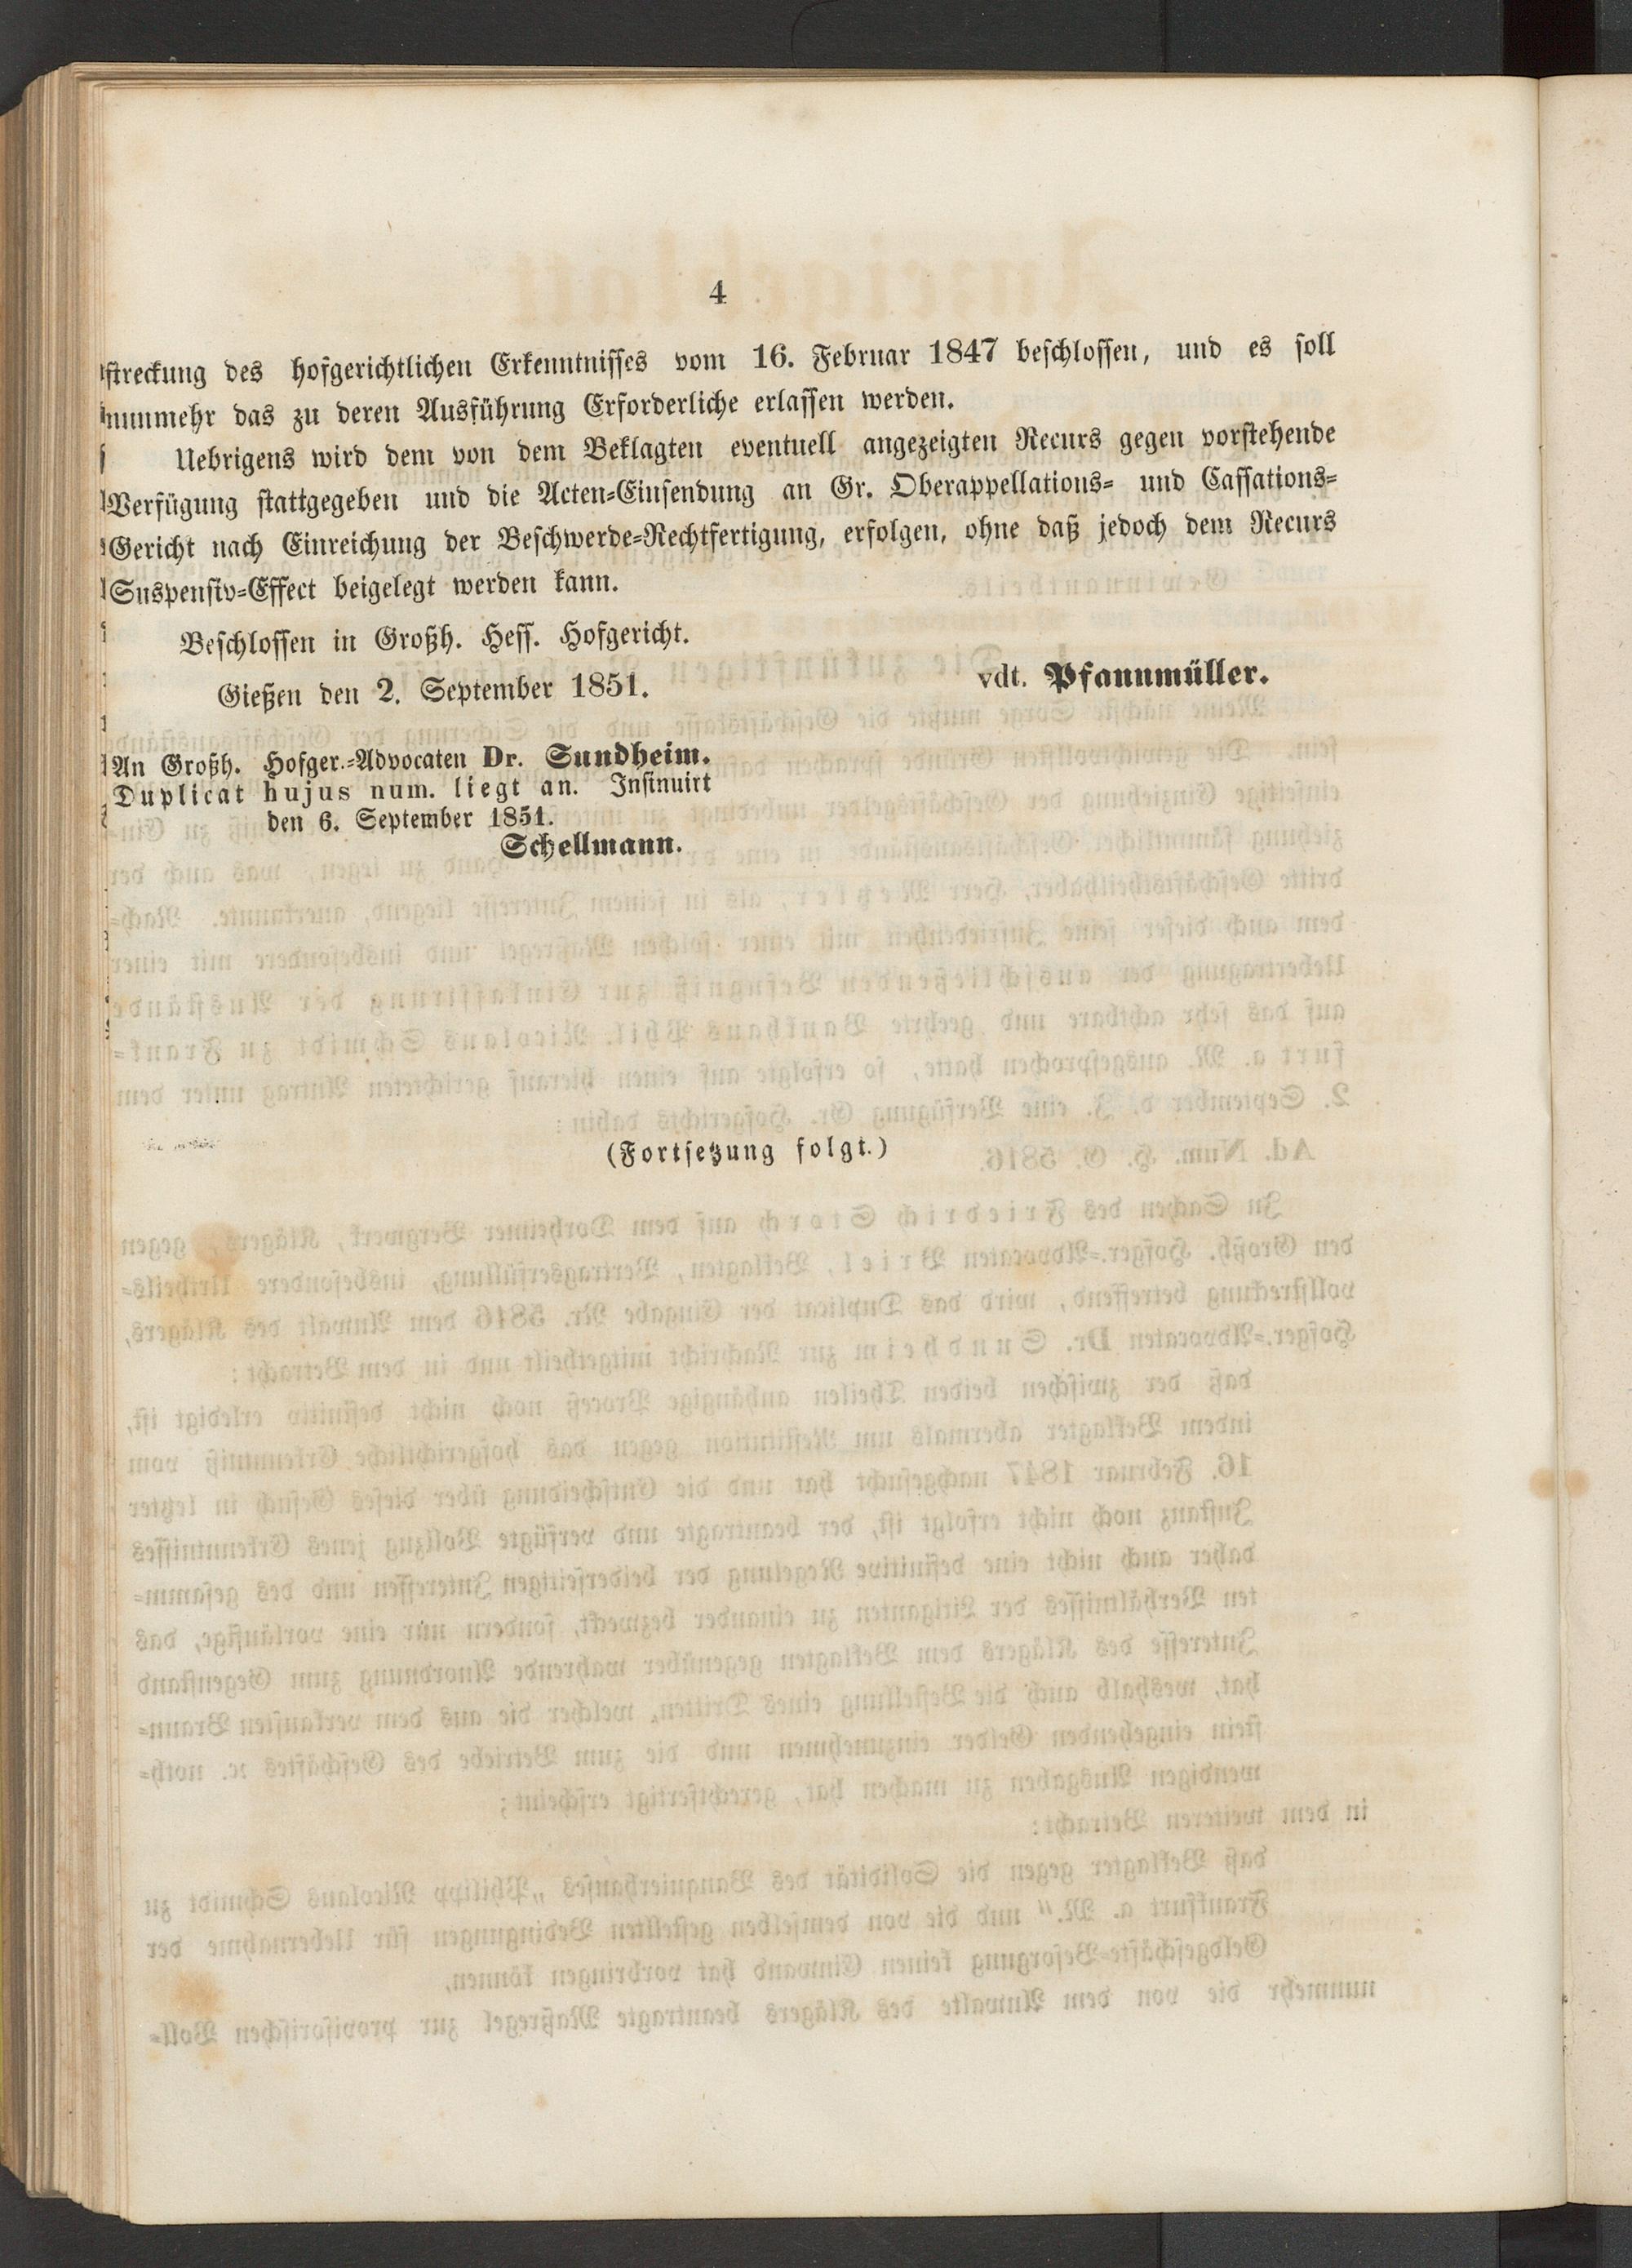 4
streckung des hofgerichtlichen Erkenntnisses vom 16. Februar 1847 beschlossen, und es soll
nunmehr das zu deren Ausführung Erforderliche erlassen werden.
Uebrigens wird dem von dem Beklagten eventuell angezeigten Recurs gegen vorstehende
Verfügung stattgegeben und die Acten-Einsendung an Gr. Oberappellations- und Cassations-
Gericht nach Einreichung der Beschwerde-Rechtfertigung, erfolgen, ohne daß jedoch dem Recurs
Suspensiv-Effect beigelegt werden kann.
Beschlossen in Großh. Hess. Hofgericht.
Gießen den 2. September 1851.
vdt. Pfannmüller.
An Großh. Hofger.-Advocaten Dr. Sundheim.
Duplicat hujus num. liegt an. Insinuirt
den 6. September 1851.
Schellmann.
(Fortsetzung folgt.)